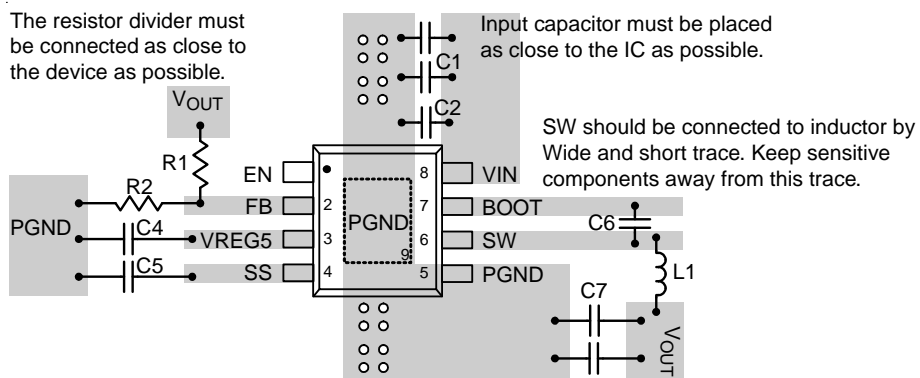 The resistor divider must
be connected as close to
the device as possible.
Input capacitor must be placed
as close to the IC as possible.
C1
C2
VOUT
SW should be connected to inductor by
Wide and short trace. Keep sensitive
components away from this trace.
R1
EN
8
VIN
R2
FB
2
7
BOOT
PGND
C4
VREG5
3
PGND
6
SW
C6
9
C5
SS
4
5
PGND
L1
C7
VOUT